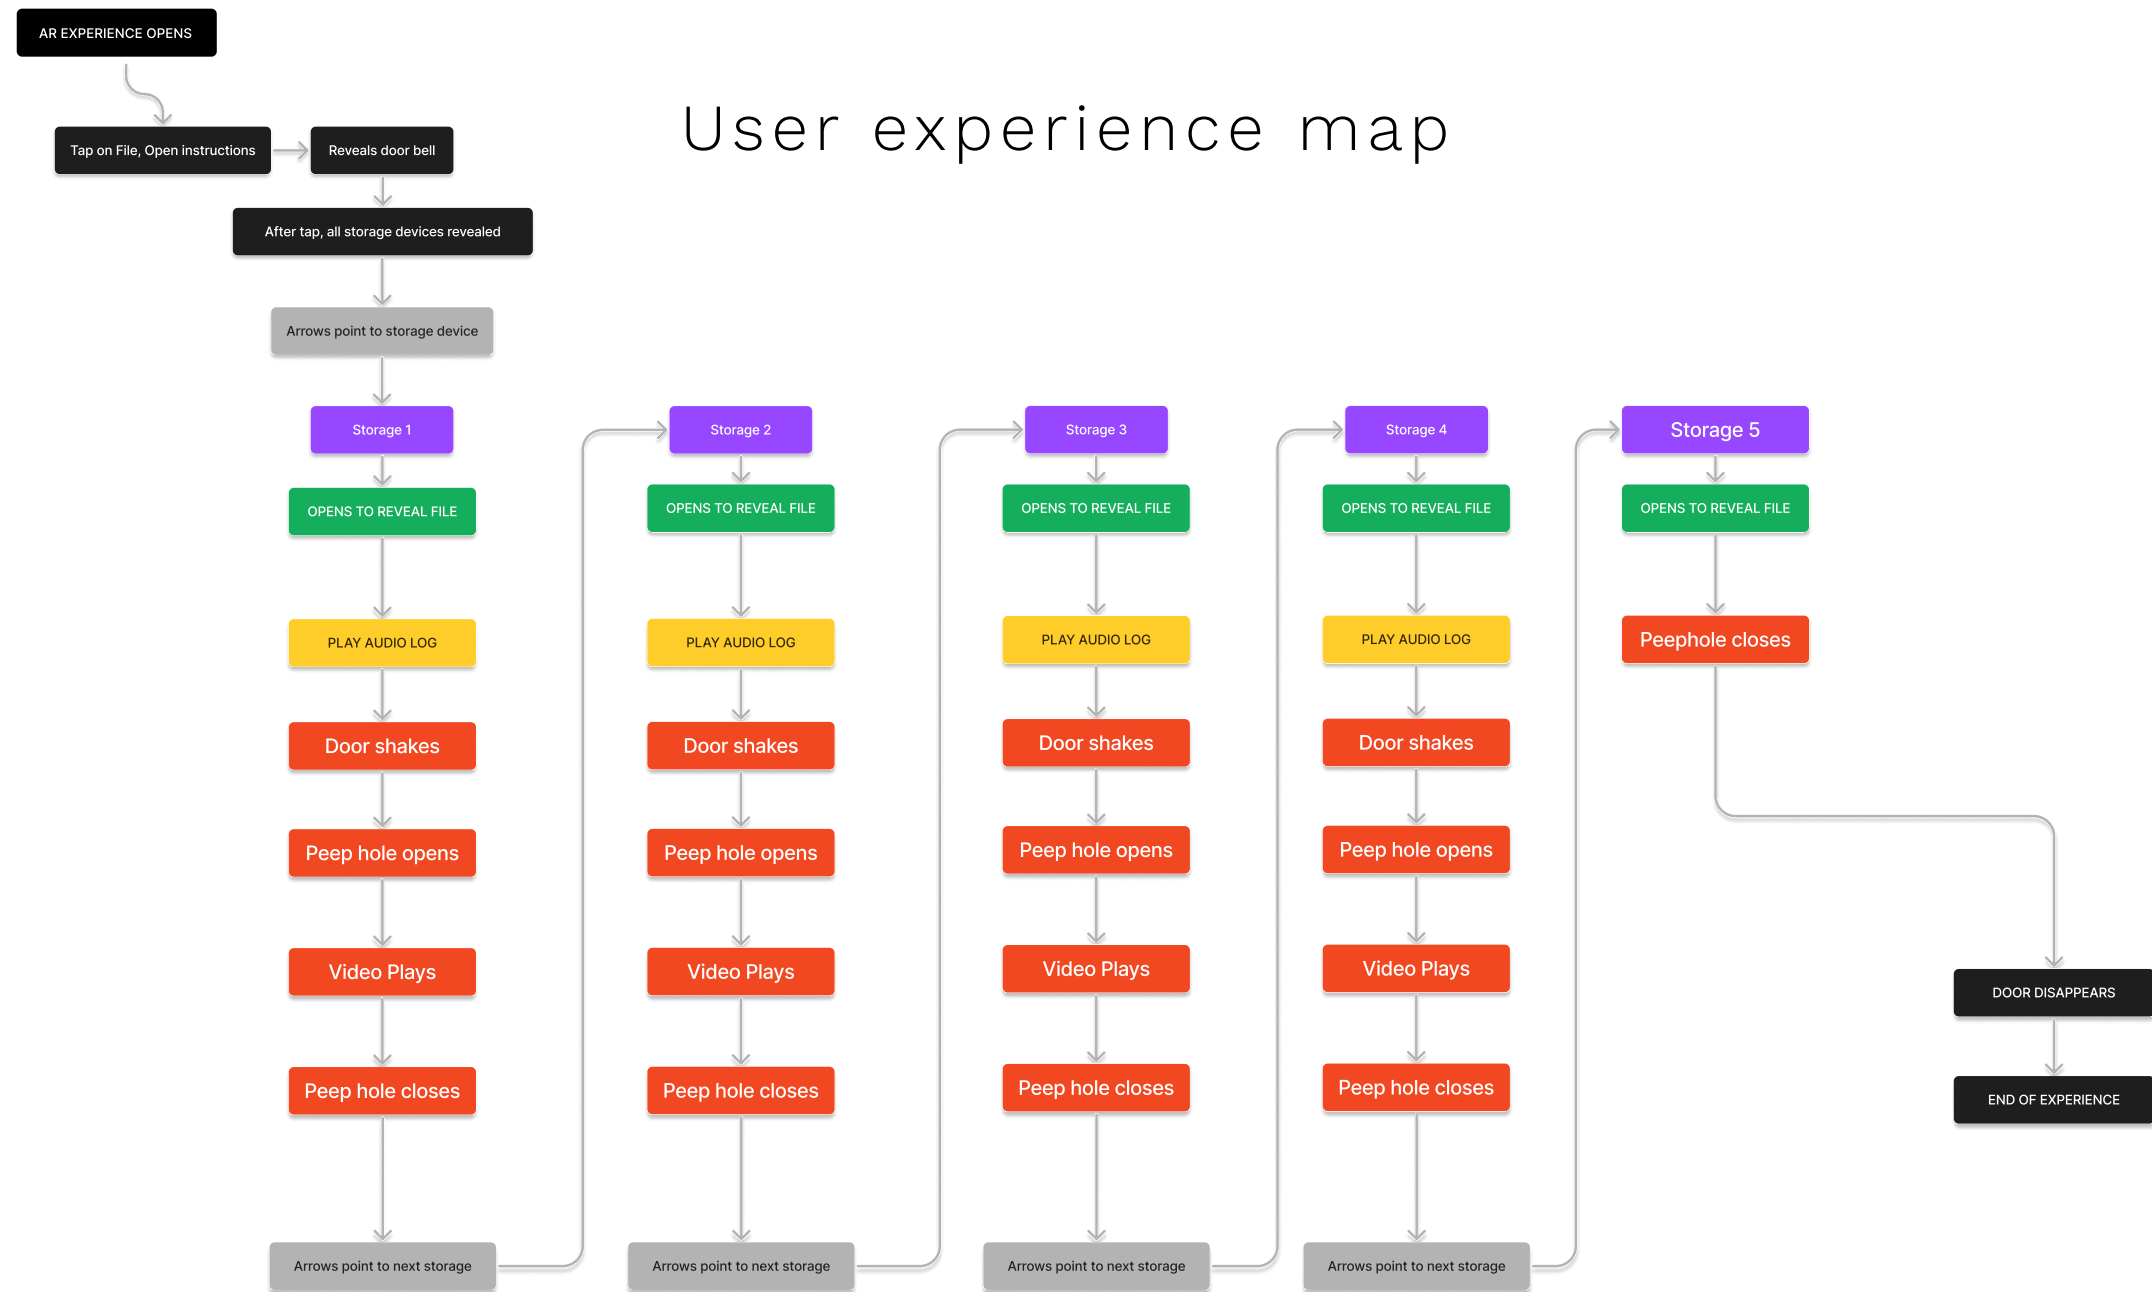 AR EXPERIENCE OPENS
User experience map
Tap on File, Open instructions
Reveals door bell
After tap, all storage devices revealed
Arrows point to storage device
Storage 1
OPENS TO REVEAL FILE
PLAY AUDIO LOG
Door shakes
Peep hole opens
Video Plays
Peep hole closes
Arrows point to next storage
Storage 2
OPENS TO REVEAL FILE
PLAY AUDIO LOG
Door shakes
Peep hole opens
Video Plays
Peep hole closes
Arrows point to next storage
Storage 3
OPENS TO REVEAL FILE
PLAY AUDIO LOG
Door shakes
Peep hole opens
Video Plays
Peep hole closes
Arrows point to next storage
Storage 4
OPENS TO REVEAL FILE
PLAY AUDIO LOG
Door shakes
Peep hole opens
Video Plays
Peep hole closes
Arrows point to next storage
Storage 5
OPENS TO REVEAL FILE
Peephole closes
DOOR DISAPPEARS
END OF EXPERIENCE